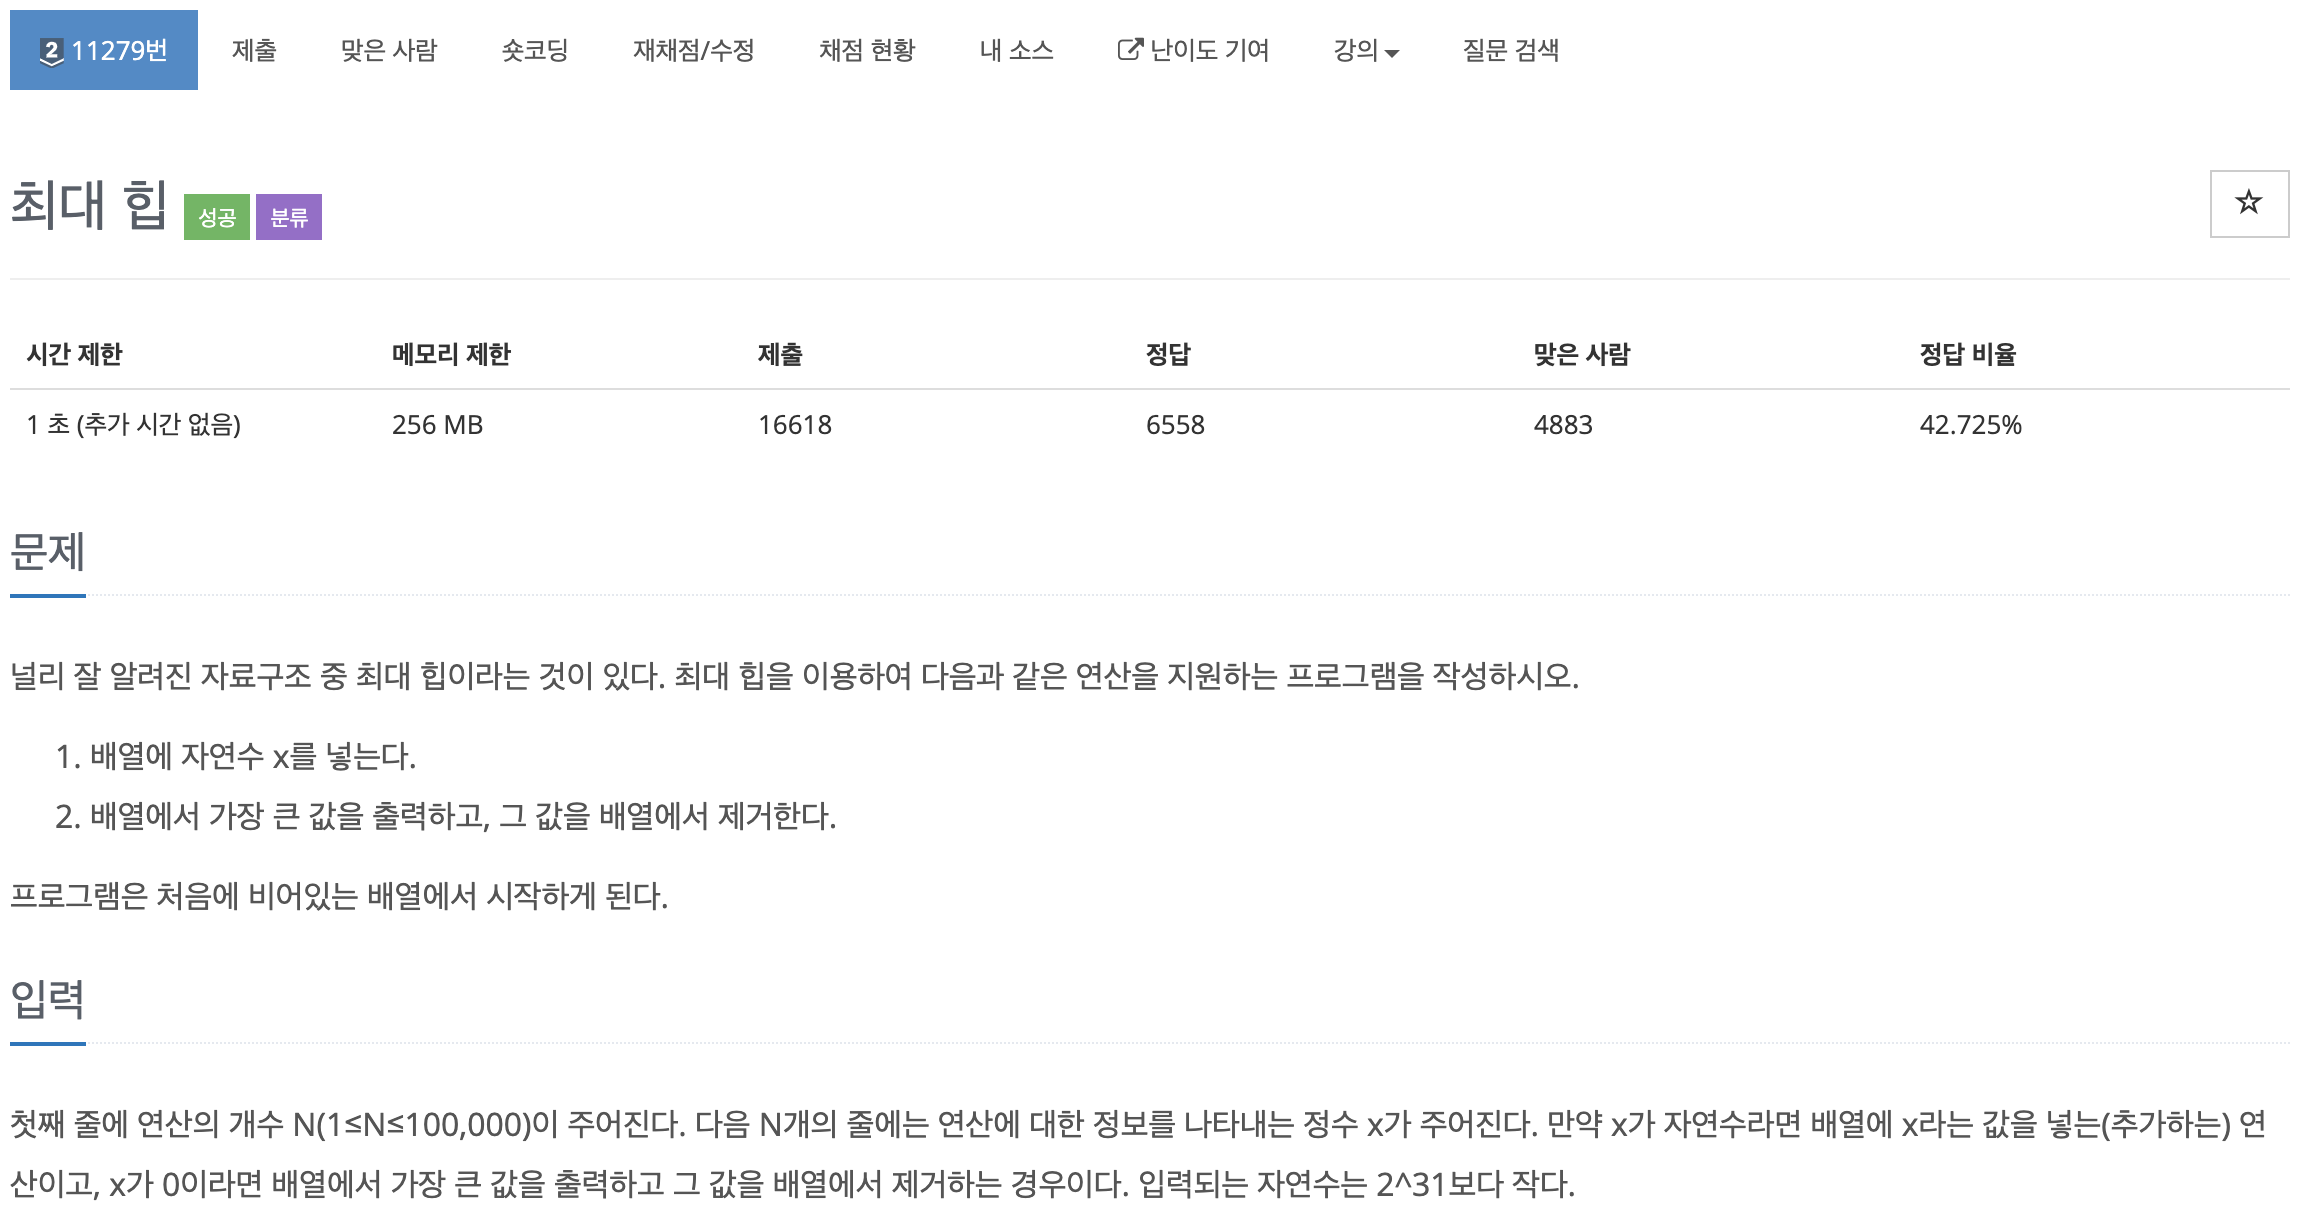 2 11279번 제출 맞은 사람 숏코딩 재채점/수정 채점 현황 내 소스 난이도 기여 강의 질문 검색
최대 힙 성공 분류
시간 제한 메모리 제한 제출 정답 맞은 사람 정답 비율
1 초 (추가 시간 없음) 256 MB 16618 6558 4883 42.725%
문제
널리 잘 알려진 자료구조 중 최대 힙이라는 것이 있다. 최대 힙을 이용하여 다음과 같은 연산을 지원하는 프로그램을 작성하시오.
1. 배열에 자연수 x를 넣는다.
2. 배열에서 가장 큰 값을 출력하고, 그 값을 배열에서 제거한다.
프로그램은 처음에 비어있는 배열에서 시작하게 된다.
입력
첫째 줄에 연산의 개수 N(1≤N≤100,000)이 주어진다. 다음 N개의 줄에는 연산에 대한 정보를 나타내는 정수 x가 주어진다. 만약 x가 자연수라면 배열에 x라는 값을 넣는(추가하는) 연
산이고, x가 0이라면 배열에서 가장 큰 값을 출력하고 그 값을 배열에서 제거하는 경우이다. 입력되는 자연수는 2^31보다 작다.